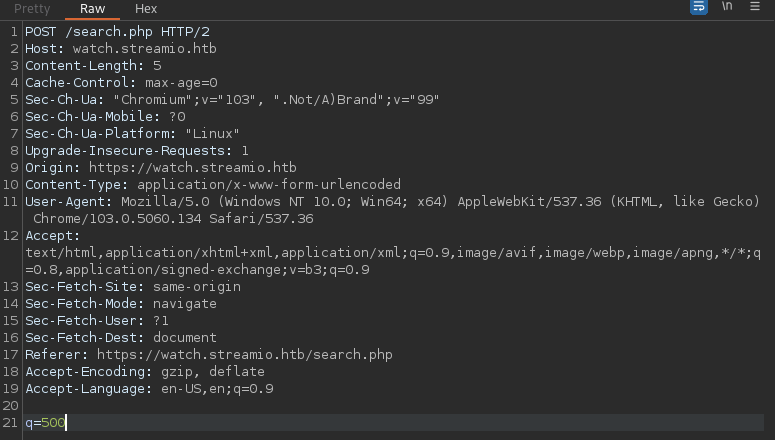 Pretty Raw Hex \n
1 POST /search.php HTTP/2
2 Host: watch.streamio.htb
3 Content-Length: 5
4 Cache-Control: max-age=0
5 Sec-Ch-Ua: "Chromium";v="103", ".Not/A)Brand";v="99"
6 Sec-Ch-Ua-Mobile: ?0
7 Sec-Ch-Ua-Platform: "Linux"
8 Upgrade-Insecure-Requests: 1
9 Origin: https://watch.streamio.htb
10 Content-Type: application/x-www-form-urlencoded
11 User-Agent: Mozilla/5.0 (Windows NT 10.0; Win64; x64) AppleWebKit/537.36 (KHTML, like Gecko)
Chrome/103.0.5060.134 Safari/537.36
12 Accept:
text/html,application/xhtml+xml,application/xml;q=0.9,image/avif,image/webp,image/apng,*/*;q
=0.8,application/signed-exchange;v=b3;q=0.9
13 Sec-Fetch-Site: same-origin
14 Sec-Fetch-Mode: navigate
15 Sec-Fetch-User: ?1
16 Sec-Fetch-Dest: document
17 Referer: https://watch.streamio.htb/search.php
18 Accept-Encoding: gzip, deflate
19 Accept-Language: en-US,en;q=0.9
20
21 q=500